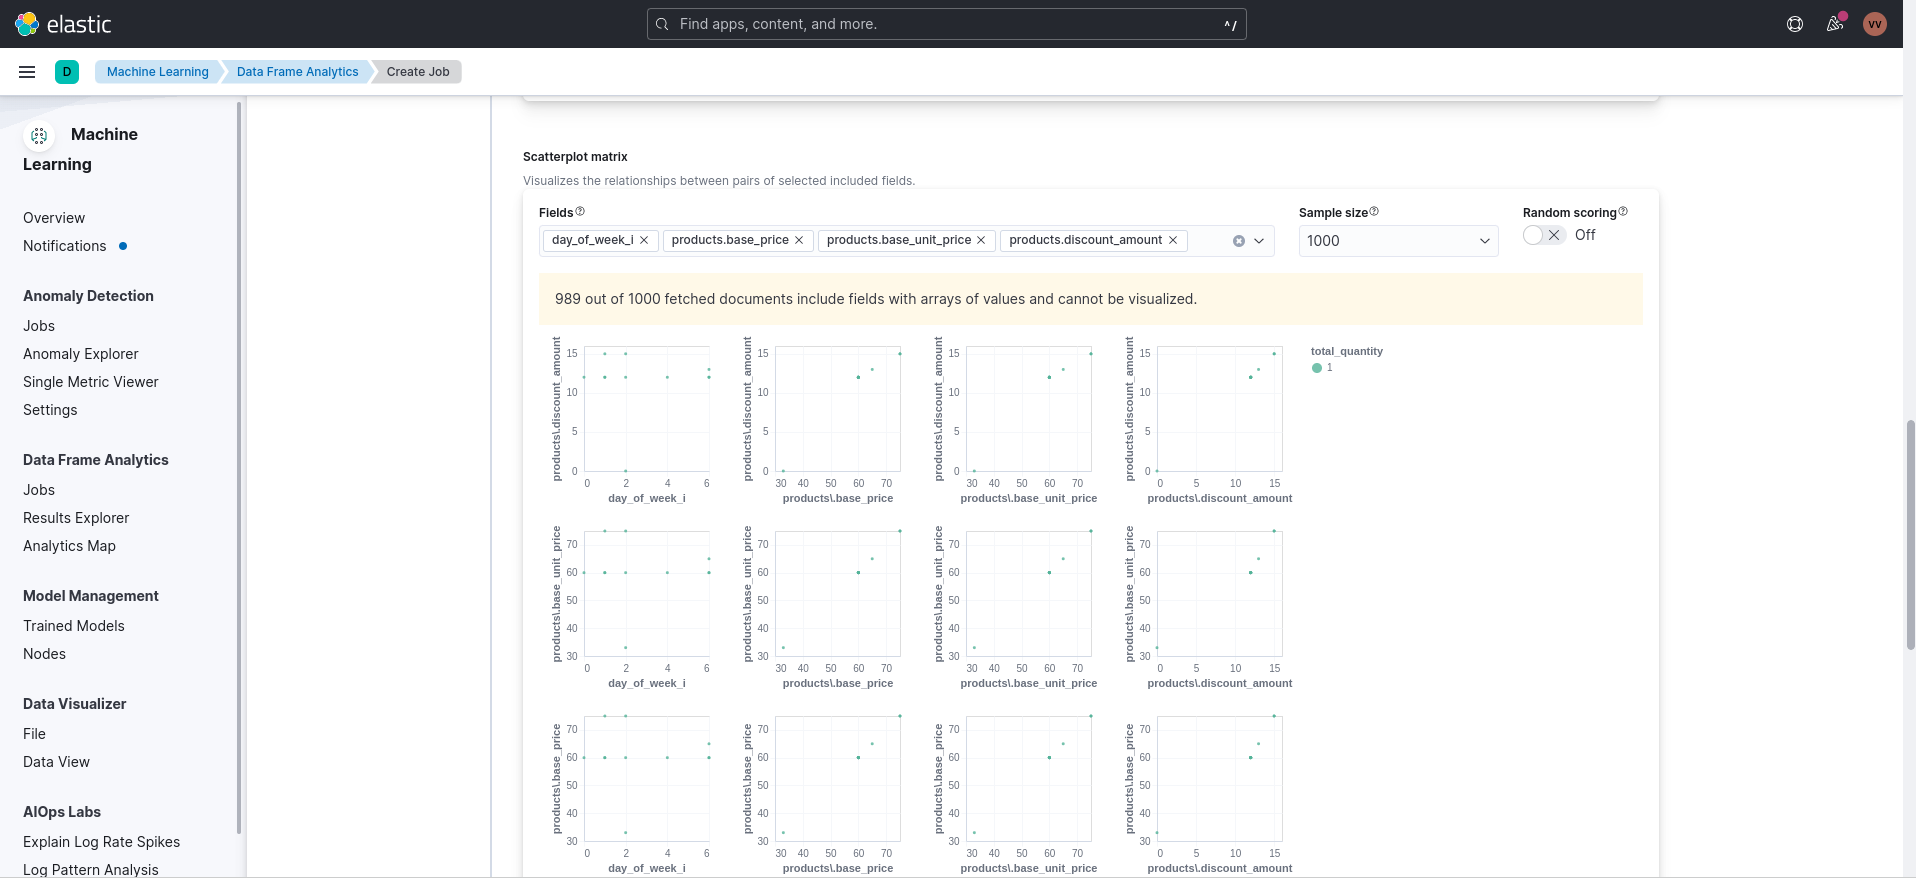 elastic
Find apps, content, and more.
^/
VV
D
Machine Learning
Data Frame Analytics
Create Job
Machine
Learning
Overview
Notifications
Anomaly Detection
Jobs
Anomaly Explorer
Single Metric Viewer
Settings
Data Frame Analytics
Jobs
Results Explorer
Analytics Map
Model Management
Trained Models
Nodes
Data Visualizer
File
Data View
AIOps Labs
Explain Log Rate Spikes
Log Pattern Analysis
Scatterplot matrix
Visualizes the relationships between pairs of selected included fields.
Fields
Sample size
Random scoring
day_of_week_i
products.base_price
products.base_unit_price
products.discount_amount
1000
Off
989 out of 1000 fetched documents include fields with arrays of values and cannot be visualized.
total_quantity
1
products\.discount_amount
15
10
5
0
0 2 4 6
day_of_week_i
products\.discount_amount
15
10
5
0
30 40 50 60 70
products\.base_price
products\.discount_amount
15
10
5
0
30 40 50 60 70
products\.base_unit_price
products\.discount_amount
15
10
5
0
0 5 10 15
products\.discount_amount
products\.base_unit_price
70
60
50
40
30
0 2 4 6
day_of_week_i
products\.base_unit_price
70
60
50
40
30
30 40 50 60 70
products\.base_price
products\.base_unit_price
70
60
50
40
30
30 40 50 60 70
products\.base_unit_price
products\.base_unit_price
70
60
50
40
30
0 5 10 15
products\.discount_amount
products\.base_price
70
60
50
40
30
0 2 4 6
day_of_week_i
products\.base_price
70
60
50
40
30
30 40 50 60 70
products\.base_price
products\.base_price
70
60
50
40
30
30 40 50 60 70
products\.base_unit_price
products\.base_price
70
60
50
40
30
0 5 10 15
products\.discount_amount